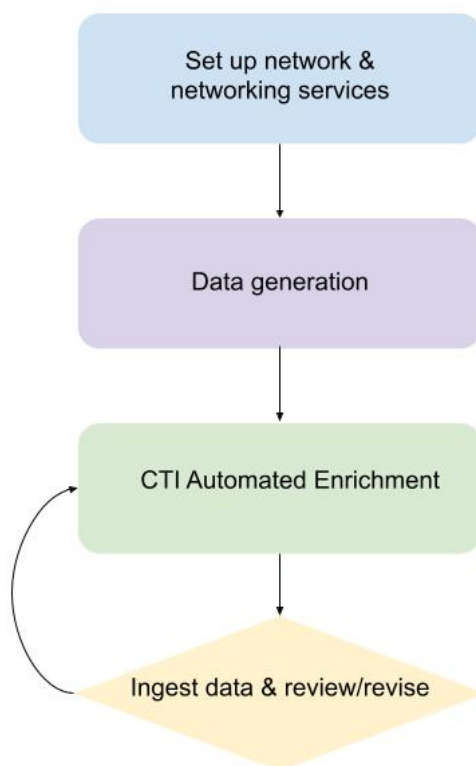 Set up network &
networking services
Data generation
CTI Automated Enrichment
Ingest data & review/revise